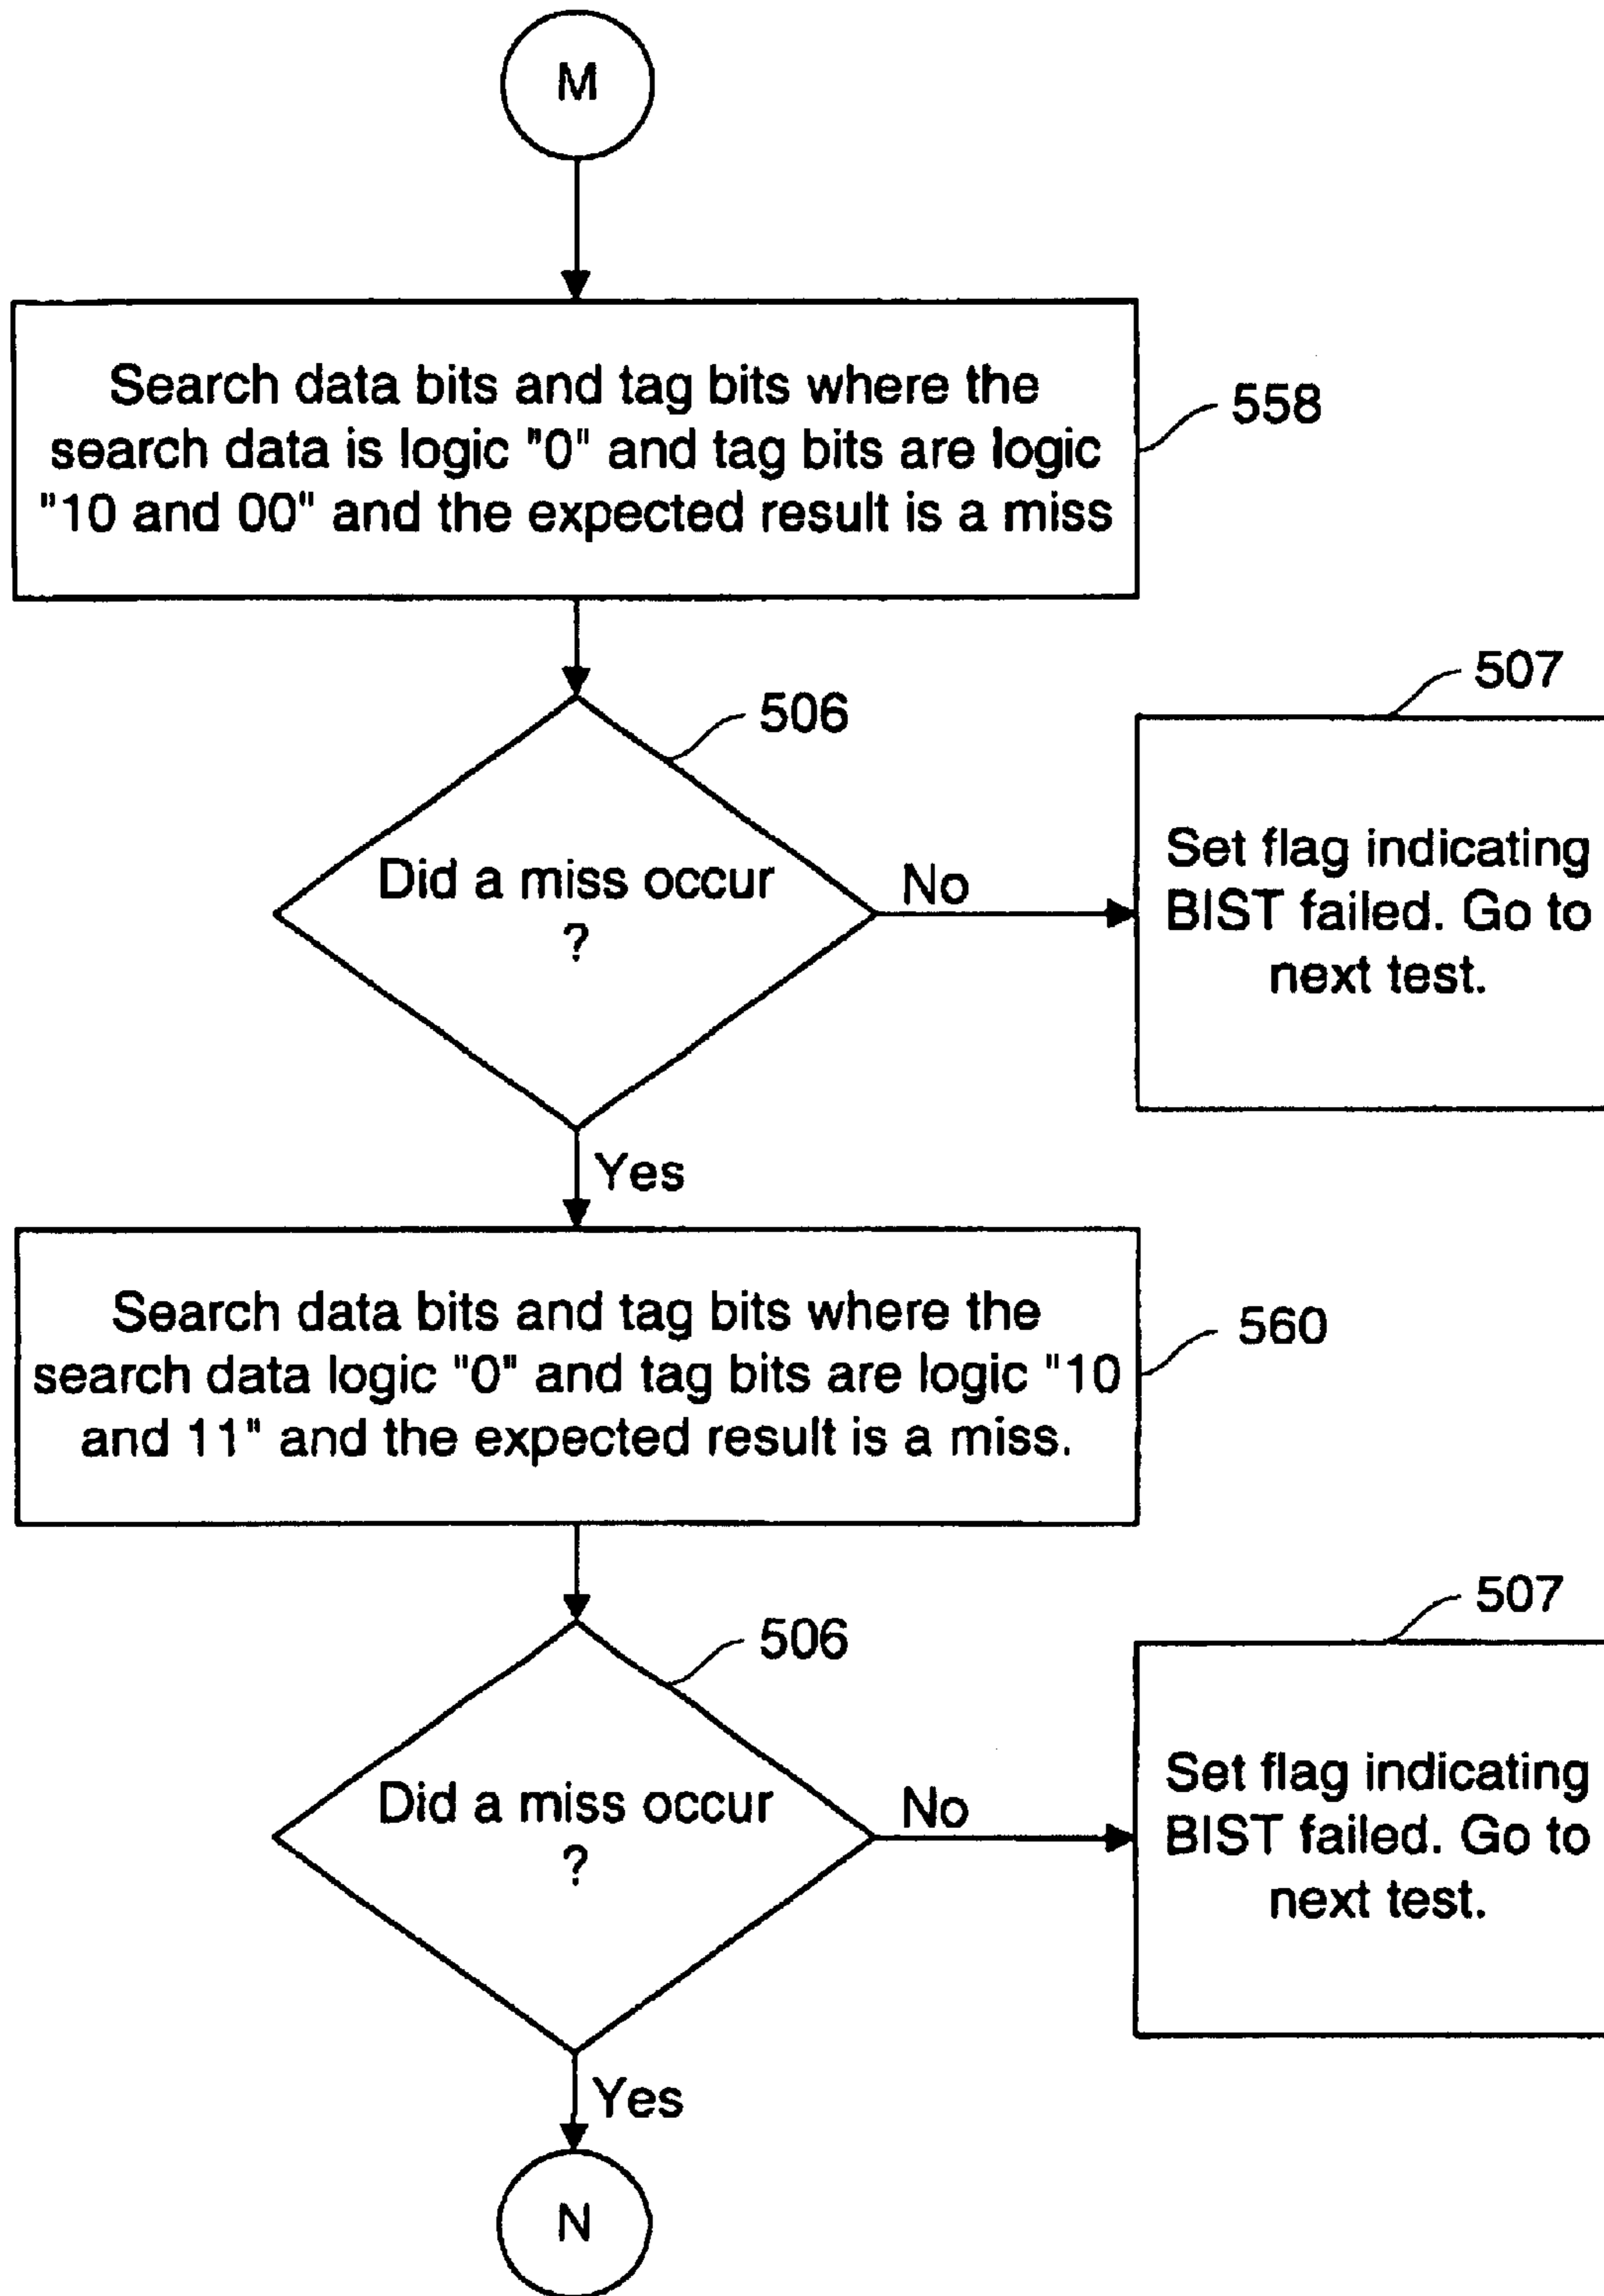 M
Search data bits and tag bits where the
search data is logic "0" and tag bits are logic
"10 and 00" and the expected result is a miss
558
506
507
Did a miss occur
?
No
Set flag indicating
BIST failed. Go to
next test.
Yes
Search data bits and tag bits where the
search data logic "0" and tag bits are logic "10
and 11" and the expected result is a miss.
560
506
507
Did a miss occur
?
No
Set flag indicating
BIST failed. Go to
next test.
Yes
N